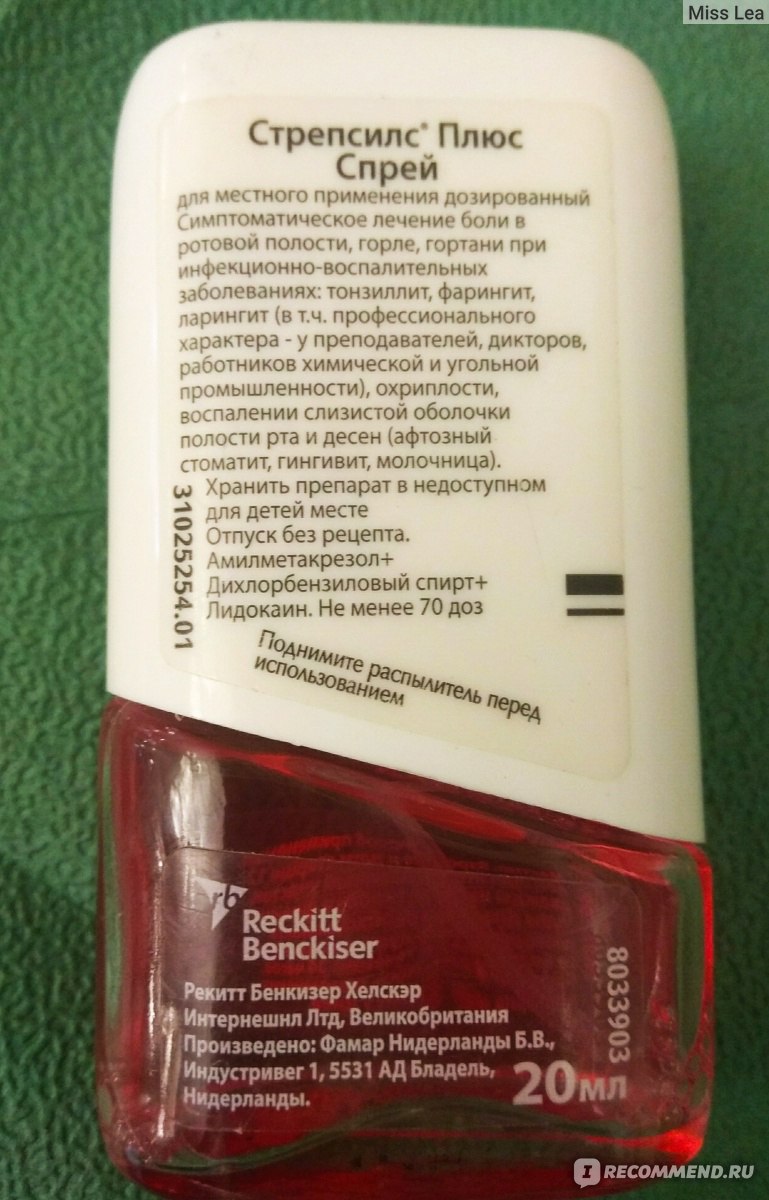 Miss Lea
Стрепсилс® Плюс
Спрей
для местного применения дозированный
Симптоматическое лечение боли в
ротовой полости, горле, гортани при
инфекционно-воспалительных
заболеваниях: тонзиллит, фарингит,
ларингит (в т.ч. профессионального
характера - у преподавателей, дикторов,
работников химической и угольной
промышленности), охриплости,
воспалении слизистой оболочки
полости рта и десен (афтозный
стоматит, гингивит, молочница).
Хранить препарат в недоступном
для детей месте
Отпуск без рецепта.
Амилметакрезол+
Дихлорбензиловый спирт+
Лидокаин. Не менее 70 доз
31025254.01
Поднимите распылитель перед
использованием
rb
Reckitt
Benckiser
Рекитт Бенкизер Хелскэр
Интернешнл Лтд, Великобритания
Произведено: Фамар Нидерланды Б.В.,
Индустривег 1, 5531 АД Бладель,
Нидерланды.
20мл
8033903
IRECOMMEND.RU